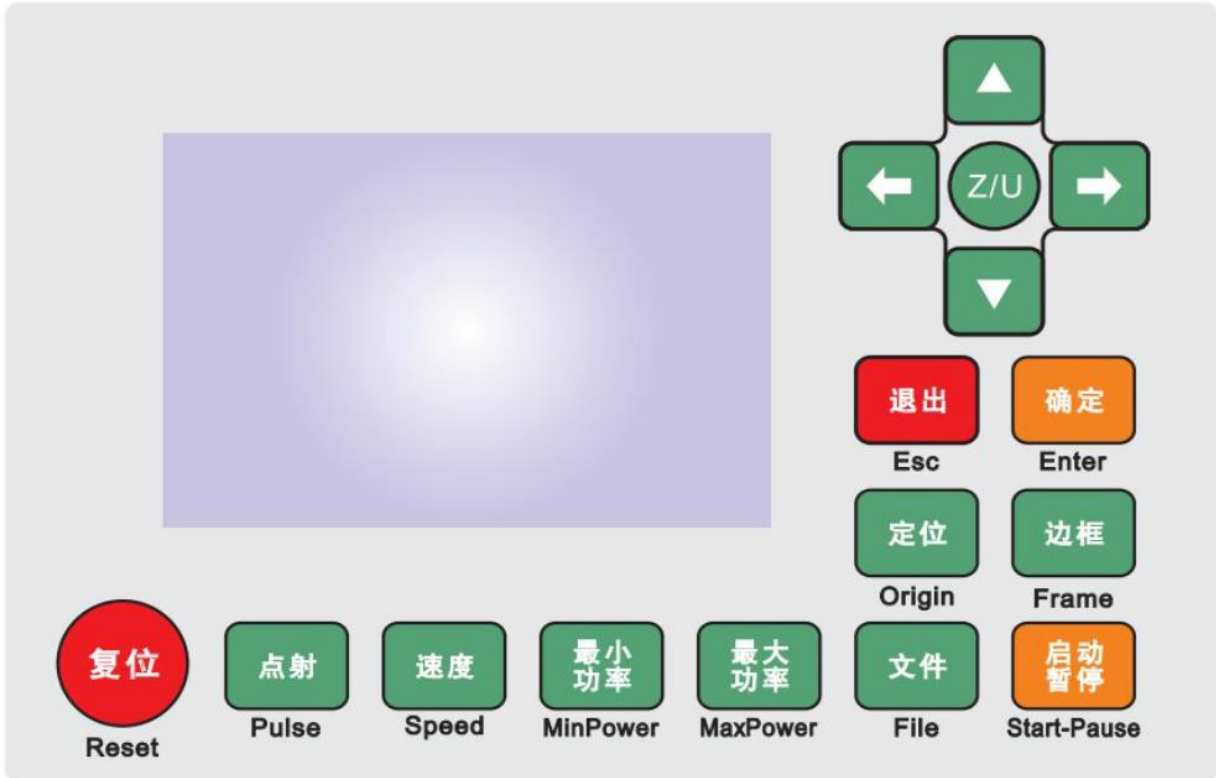 Z/U
退出
确定
Esc
Enter
定位
边框
Origin
Frame
复位
点射
速度
最小
功率
最大
功率
文件
启动
暂停
Reset
Pulse
Speed
MinPower
MaxPower
File
Start-Pause